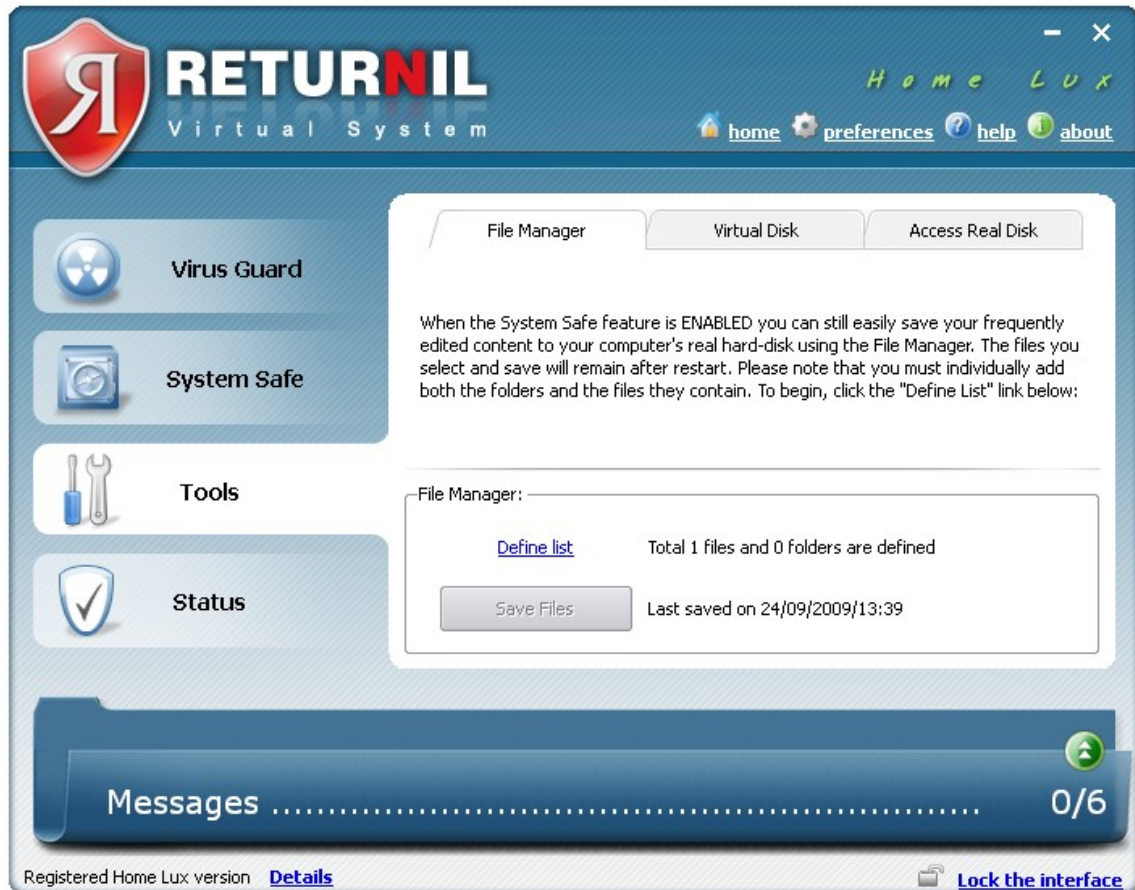 Я RETURNIL
Virtual System
Home Lux
home preferences help about
Virus Guard
System Safe
Tools
Status
File Manager Virtual Disk Access Real Disk
When the System Safe feature is ENABLED you can still easily save your frequently
edited content to your computer's real hard-disk using the File Manager. The files you
select and save will remain after restart. Please note that you must individually add
both the folders and the files they contain. To begin, click the "Define List" link below:
File Manager:
Define list Total 1 files and 0 folders are defined
Save Files Last saved on 24/09/2009/13:39
Messages ............................................................ 0/6
Registered Home Lux version Details Lock the interface